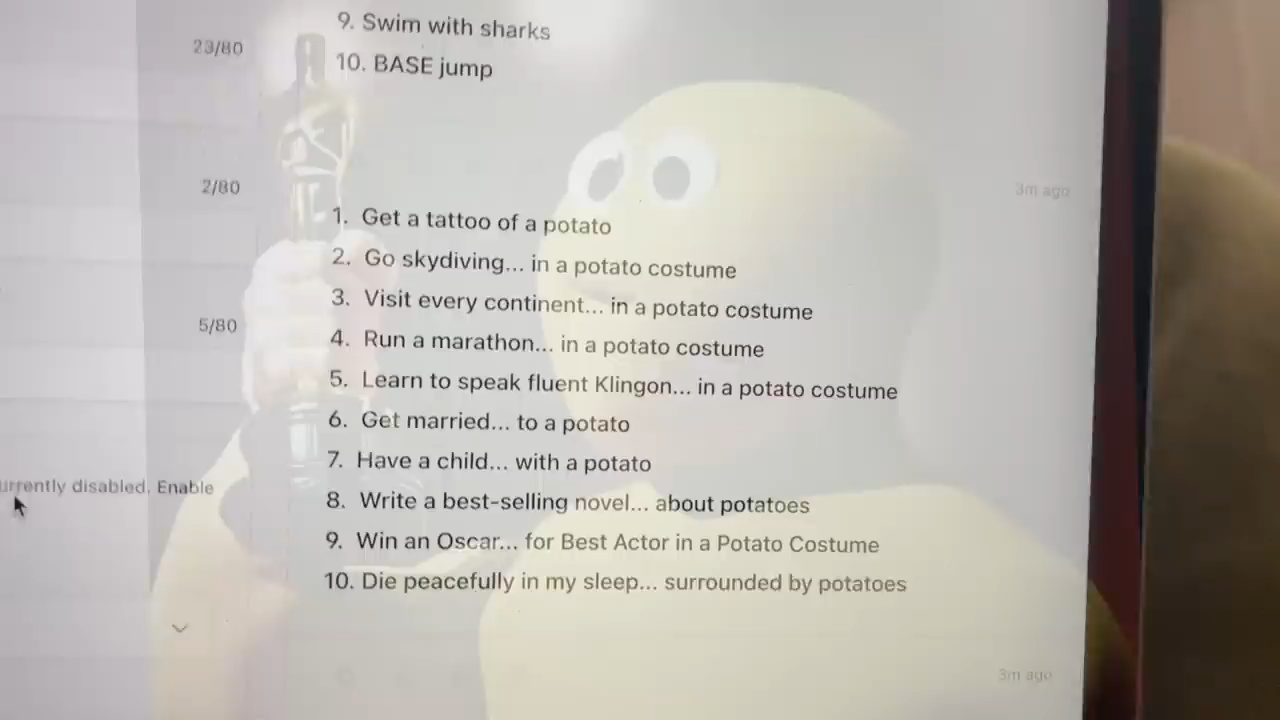 9. Swim with sharks
23/80
10. BASE jump
2/80
3m ago
1. Get a tattoo of a potato
2. Go skydiving... in a potato costume
3. Visit every continent... in a potato costume
5/80
4. Run a marathon... in a potato costume
5. Learn to speak fluent Klingon... in a potato costume
6. Get married... to a potato
7. Have a child... with a potato
urrently disabled. Enable
8. Write a best-selling novel... about potatoes
9. Win an Oscar... for Best Actor in a Potato Costume
10. Die peacefully in my sleep... surrounded by potatoes
3m ago